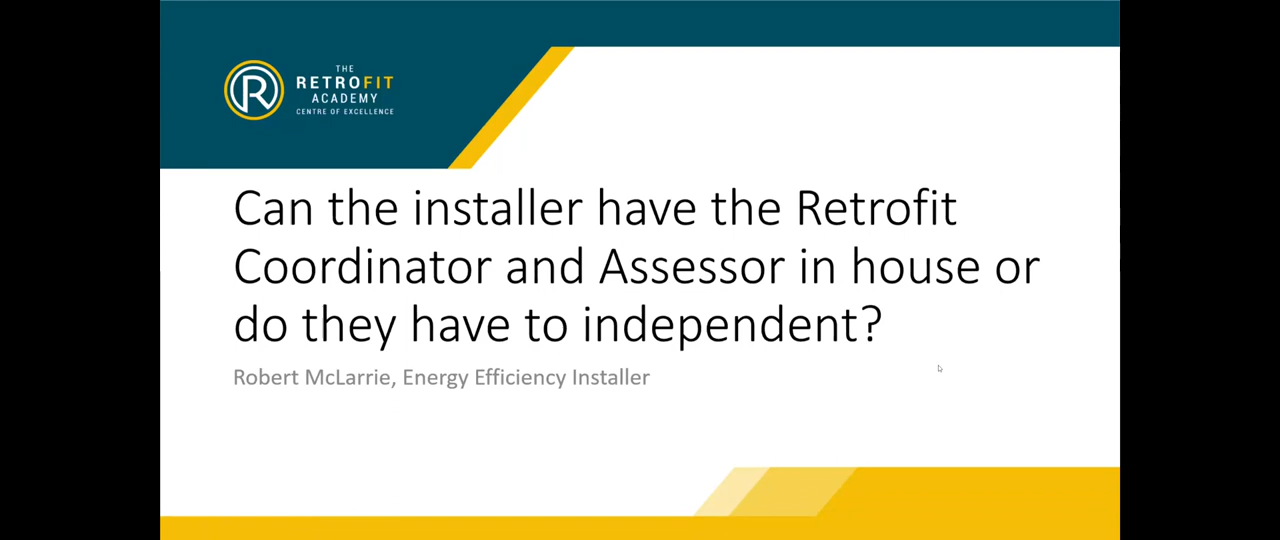 THE
RETROFIT
ACADEMY
CENTRE OF EXCELLENCE
R
Can the installer have the Retrofit
Coordinator and Assessor in house or
do they have to independent?
Robert McLarrie, Energy Efficiency Installer